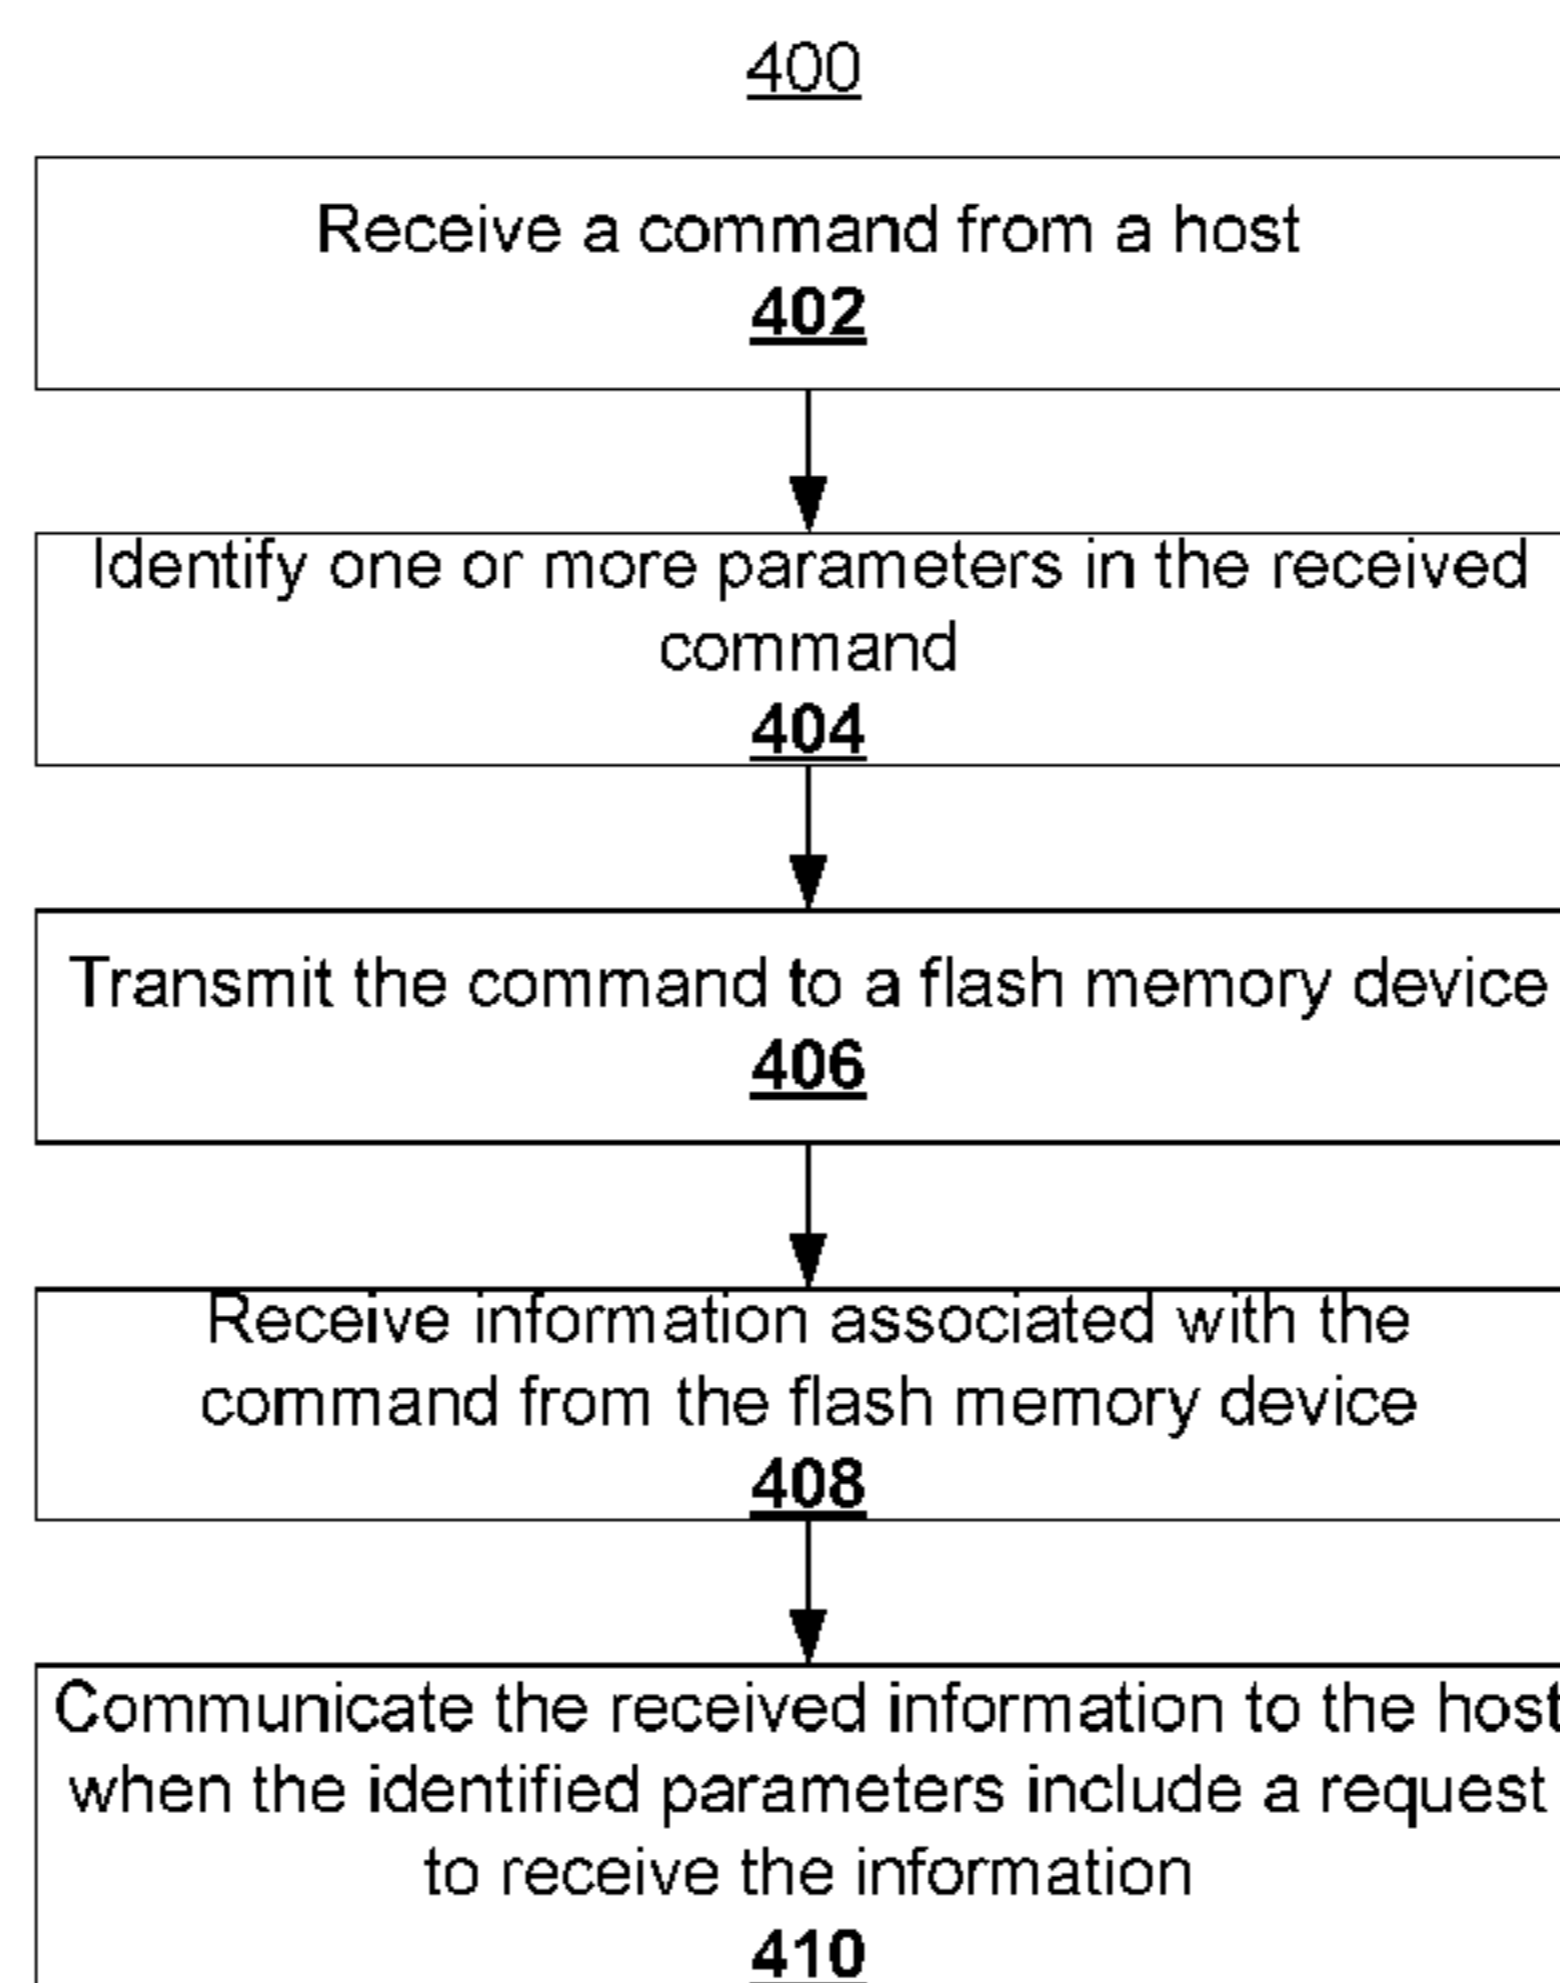 400
Receive a command from a host
402
Identify one or more parameters in the received
command
404
Transmit the command to a flash memory device
406
Receive information associated with the
command from the flash memory device
408
Communicate the received information to the host
when the identified parameters include a request
to receive the information
410